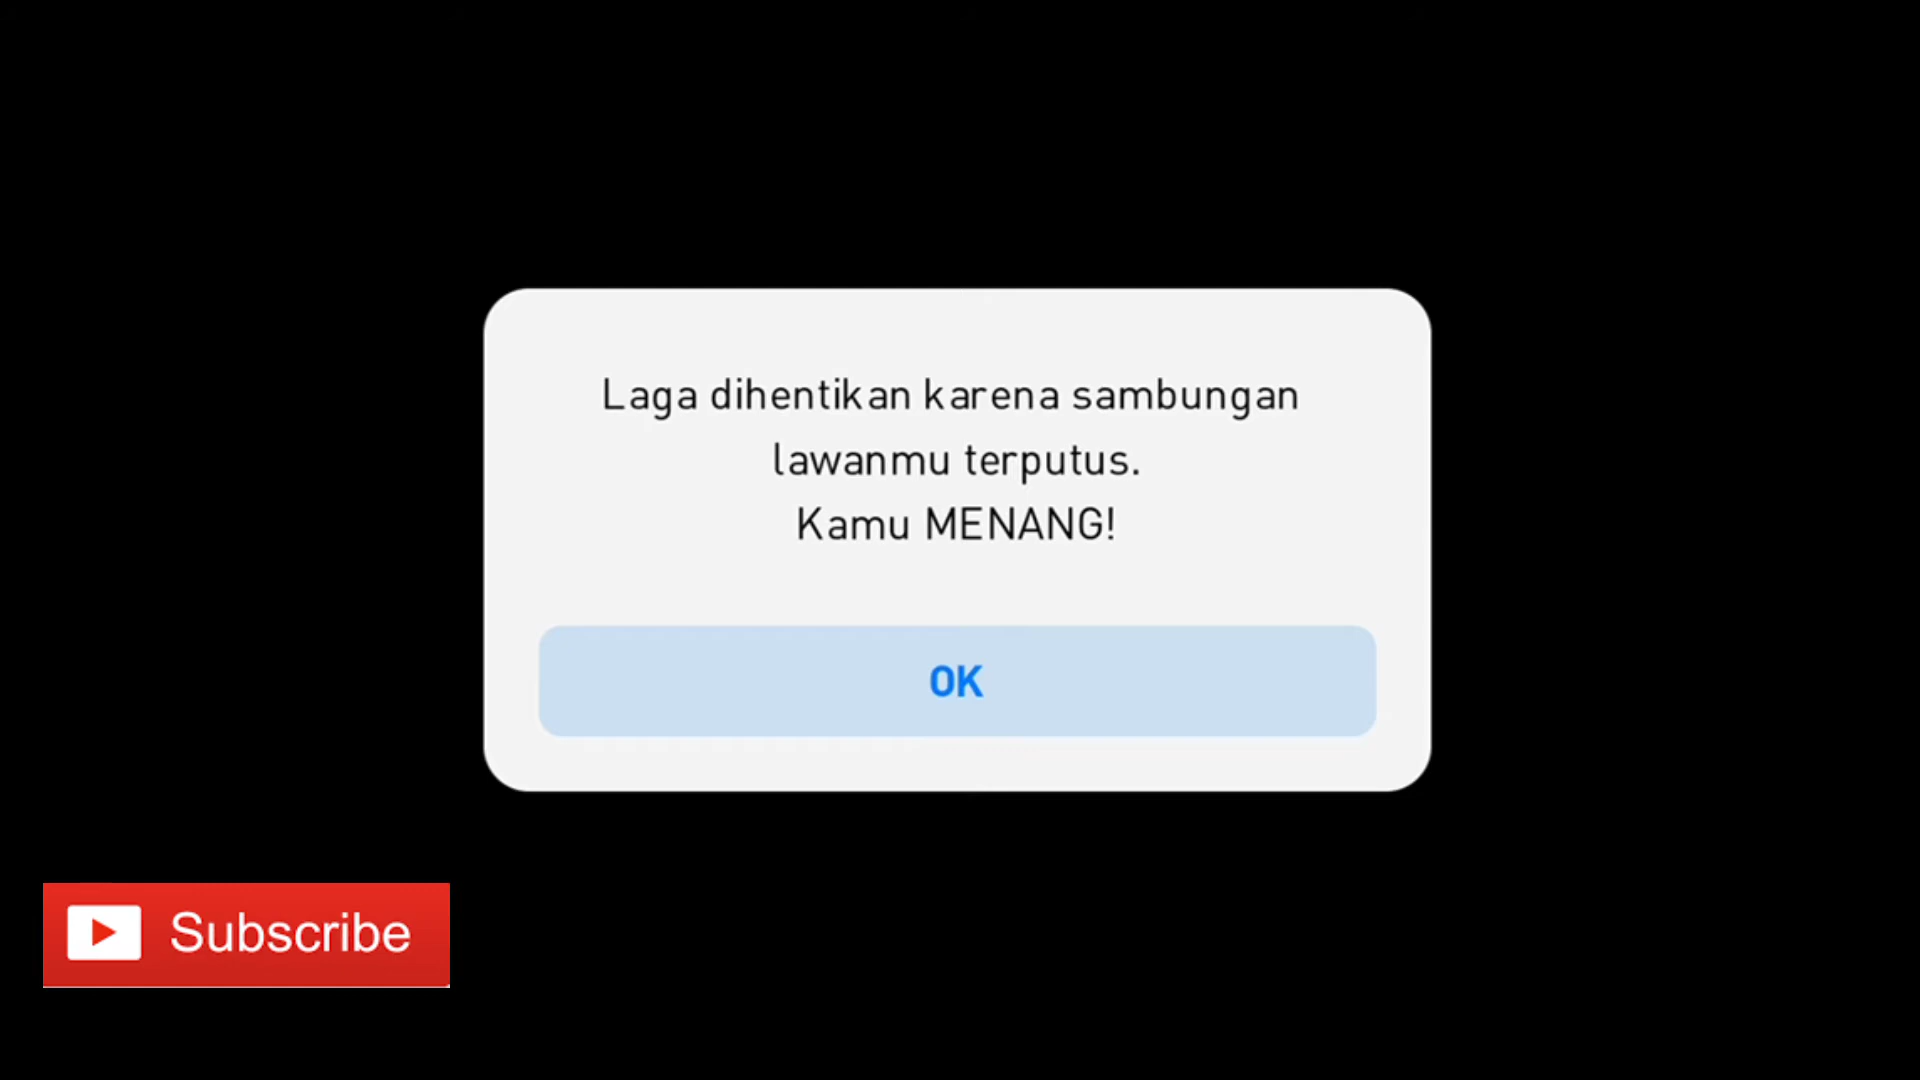 Laga dihentikan karena sambungan
lawanmu terputus.
Kamu MENANG!
OK
Subscribe